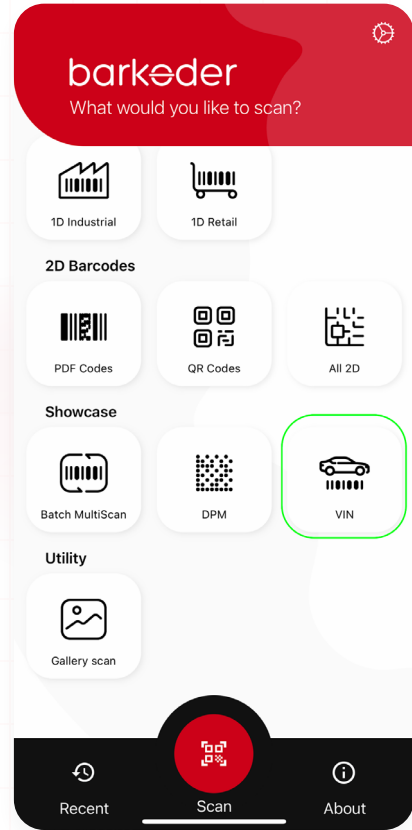 barkoder
What would you like to scan?
1D Industrial
1D Retail
2D Barcodes
PDF Codes
QR Codes
All 2D
Showcase
Batch MultiScan
DPM
VIN
Utility
Gallery scan
Recent
Scan
About